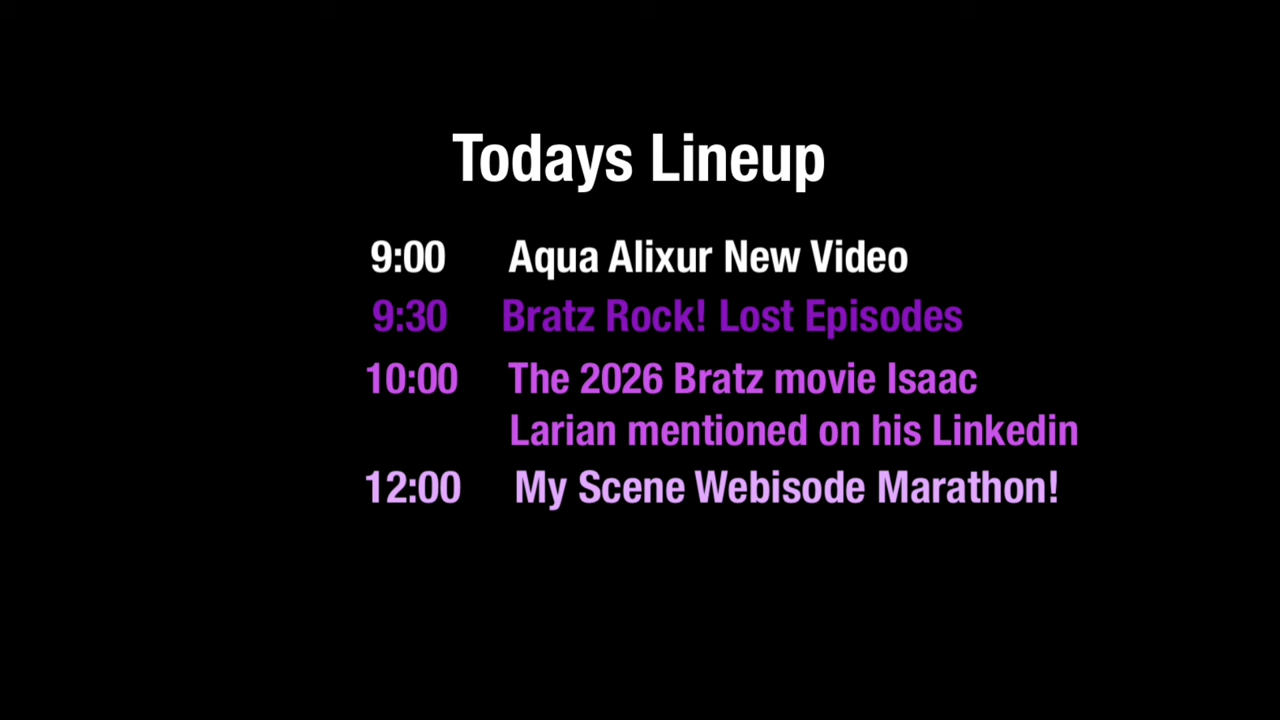 Todays Lineup
9:00 Aqua Alixur New Video
9:30 Bratz Rock! Lost Episodes
10:00 The 2026 Bratz movie Isaac
Larian mentioned on his Linkedin
12:00 My Scene Webisode Marathon!